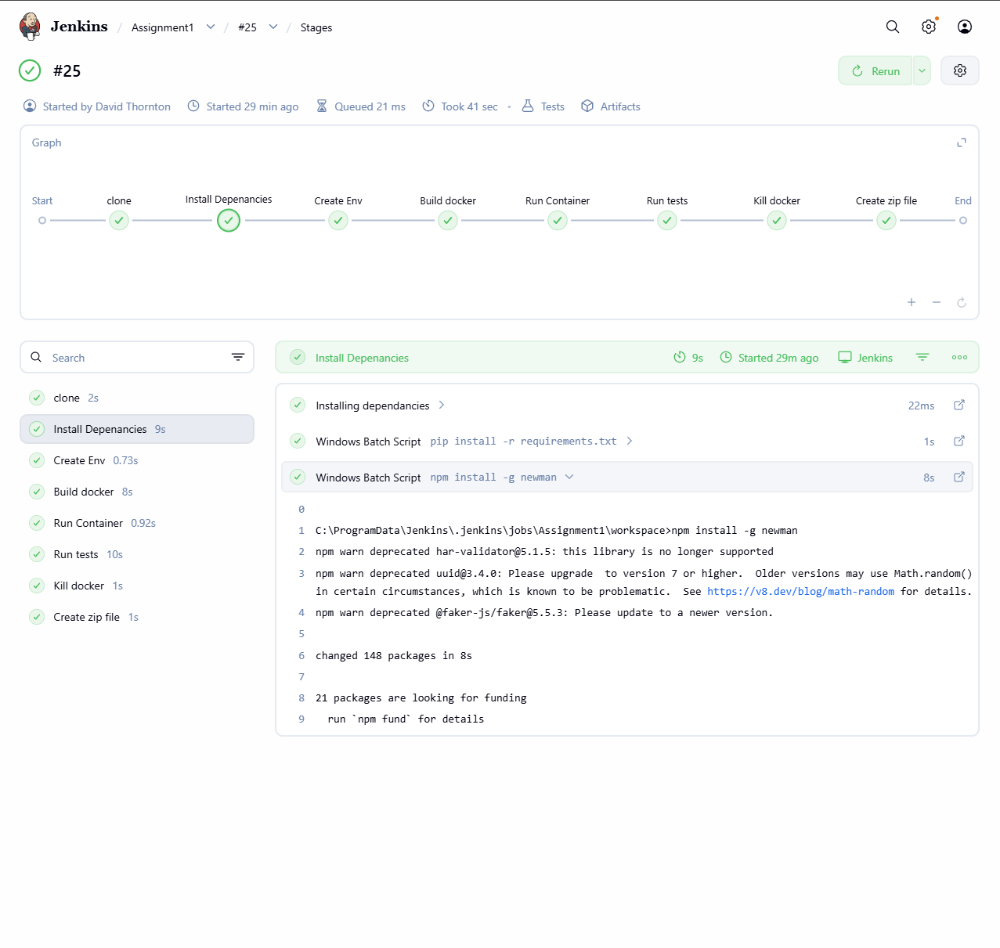 Jenkins / Assignment1 / #25 / Stages
#25
Rerun
Started by David Thornton Started 29 min ago Queued 21 ms Took 41 sec Tests Artifacts
Graph
Start clone Install Depenancies Create Env Build docker Run Container Run tests Kill docker Create zip file End
Search
clone 2s
Install Depenancies 9s
Create Env 0.73s
Build docker 8s
Run Container 0.92s
Run tests 10s
Kill docker 1s
Create zip file 1s
Install Depenancies 9s Started 29m ago Jenkins
Installing dependancies 22ms
Windows Batch Script pip install -r requirements.txt 1s
Windows Batch Script npm install -g newman 8s
0
1 C:\ProgramData\Jenkins\.jenkins\jobs\Assignment1\workspace>npm install -g newman
2 npm warn deprecated har-validator@5.1.5: this library is no longer supported
3 npm warn deprecated uuid@3.4.0: Please upgrade  to version 7 or higher.  Older versions may use Math.random()
in certain circumstances, which is known to be problematic.  See https://v8.dev/blog/math-random for details.
4 npm warn deprecated @faker-js/faker@5.5.3: Please update to a newer version.
5
6 changed 148 packages in 8s
7
8 21 packages are looking for funding
9   run `npm fund` for details